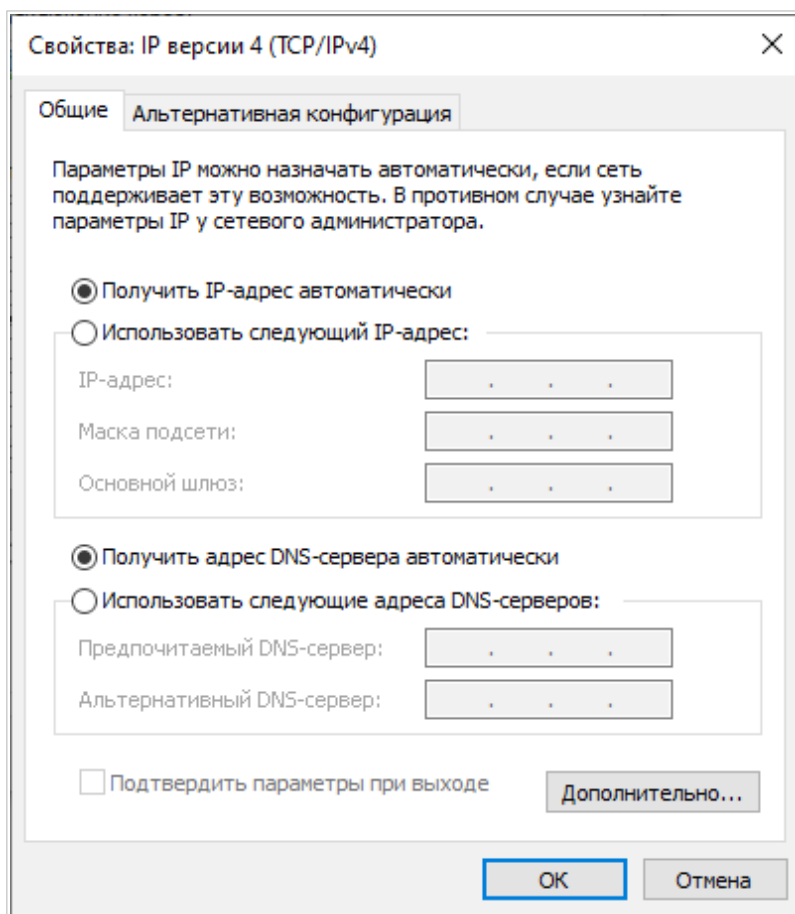 Свойства: IP версии 4 (TCP/IPv4)
Общие
Альтернативная конфигурация
Параметры IP можно назначать автоматически, если сеть
поддерживает эту возможность. В противном случае узнайте
параметры IP у сетевого администратора.
Получить IP-адрес автоматически
Использовать следующий IP-адрес:
IP-адрес:
Маска подсети:
Основной шлюз:
Получить адрес DNS-сервера автоматически
Использовать следующие адреса DNS-серверов:
Предпочитаемый DNS-сервер:
Альтернативный DNS-сервер:
Подтвердить параметры при выходе
Дополнительно...
ОК
Отмена